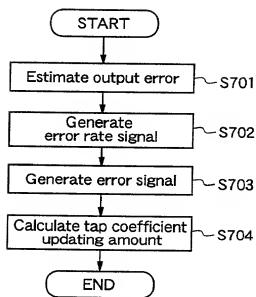 START
Estimate output error
S701
Generate
error rate signal
S702
Generate error signal
S703
Calculate tap coefficient
updating amount
S704
END